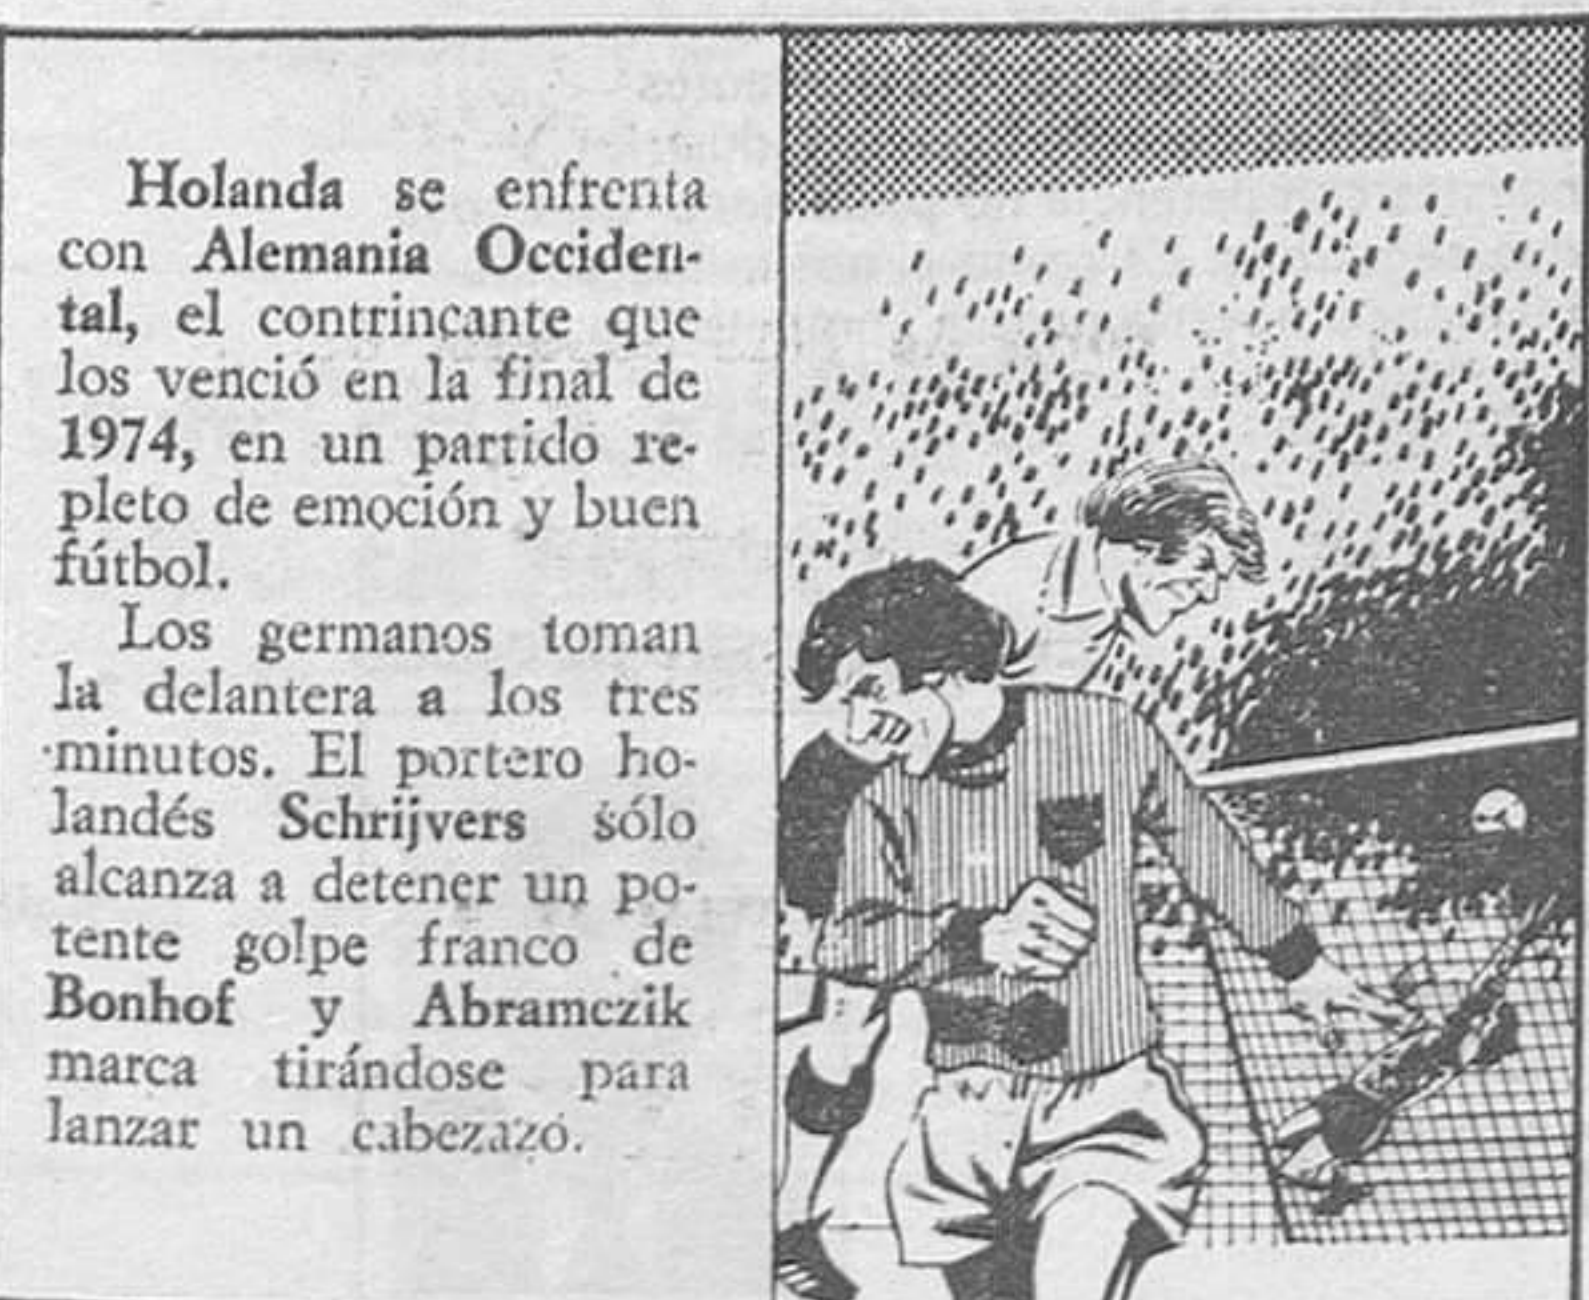 Holanda se enfrenta
con Alemania Occiden-
tal, el contrincante que
los venció en la final de
1974, en un partido re-
pleto de emoción y buen
fútbol.
Los germanos toman
la delantera a los tres
minutos. El portero ho-
landés Schrijvers sólo
alcanza a detener un po-
tente golpe franco de
Bonhof y Abramczik
marca tirándose para
lanzar un cabezazo.